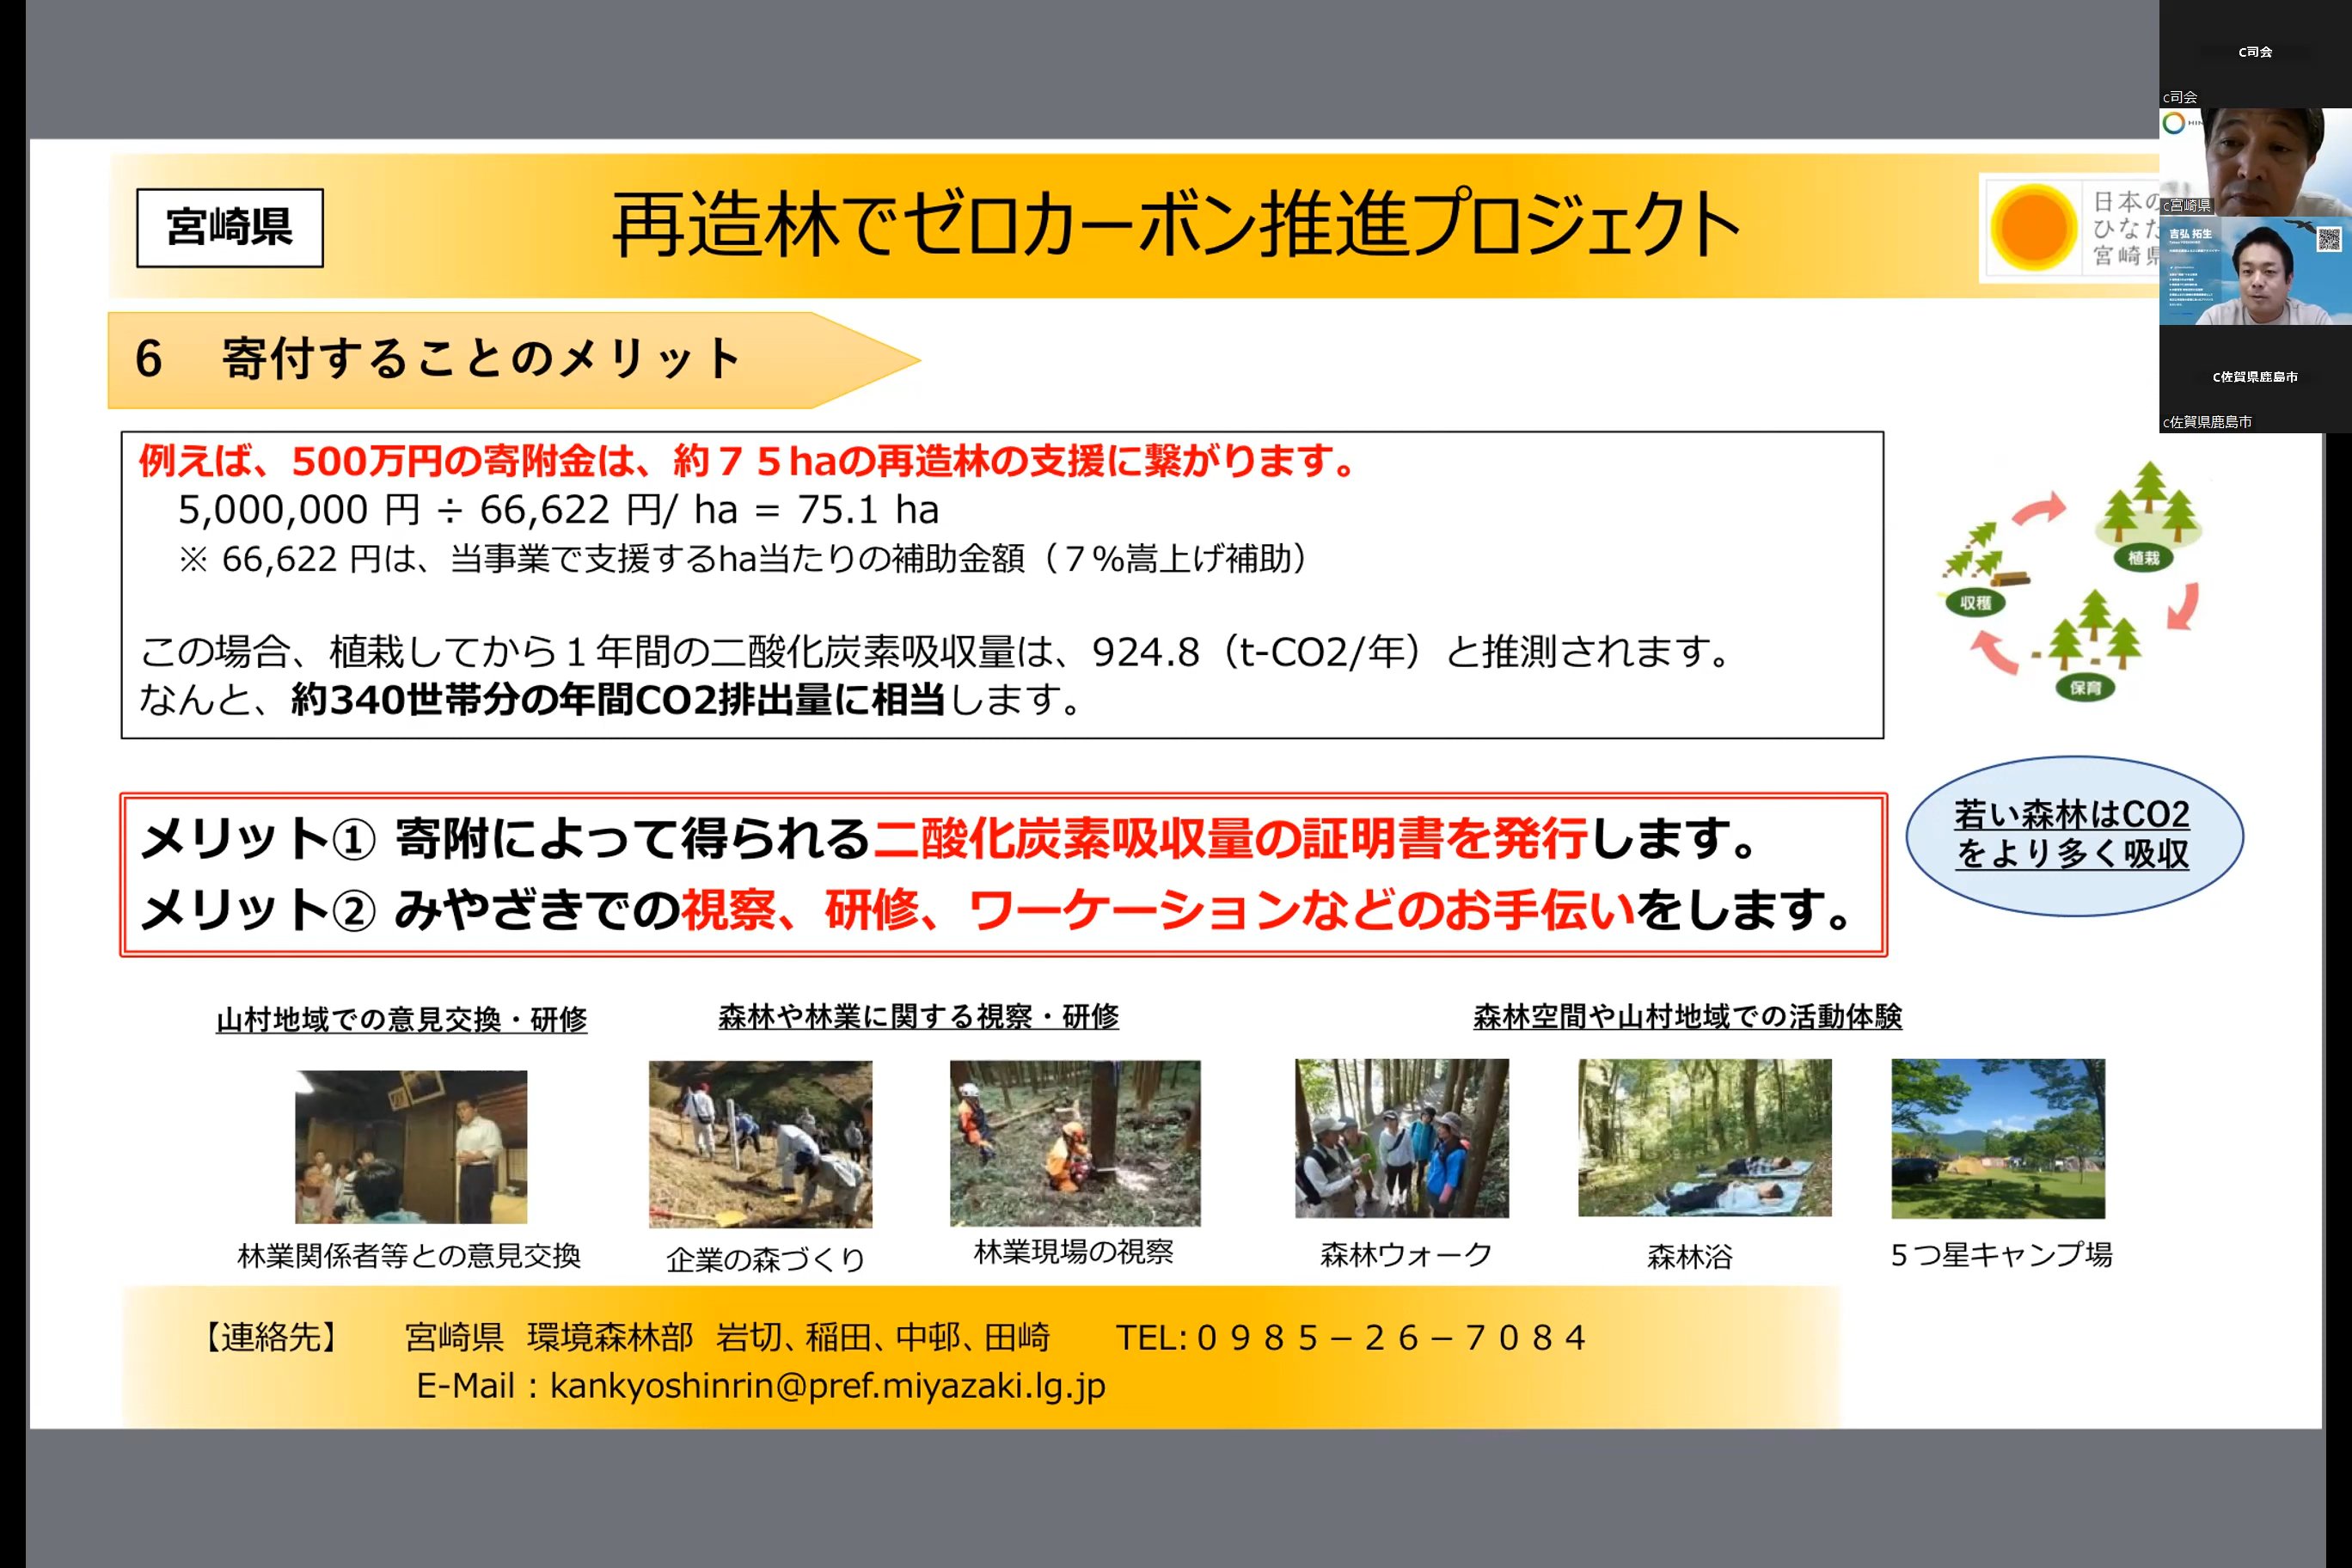 宮崎県
再造林でゼロカーボン推進プロジェクト
日本の
ひなた
宮崎県
6　寄付することのメリット
例えば、500万円の寄附金は、約７５haの再造林の支援に繋がります。
5,000,000 円 ÷ 66,622 円/ ha = 75.1 ha
※ 66,622 円は、当事業で支援するha当たりの補助金額（７%嵩上げ補助）
この場合、植栽してから１年間の二酸化炭素吸収量は、924.8（t-CO2/年）と推測されます。
なんと、約340世帯分の年間CO2排出量に相当します。
植栽
収穫
保育
メリット① 寄附によって得られる二酸化炭素吸収量の証明書を発行します。
メリット② みやざきでの視察、研修、ワーケーションなどのお手伝いをします。
若い森林はCO2
をより多く吸収
山村地域での意見交換・研修
森林や林業に関する視察・研修
森林空間や山村地域での活動体験
林業関係者等との意見交換
企業の森づくり
林業現場の視察
森林ウォーク
森林浴
５つ星キャンプ場
【連絡先】　宮崎県　環境森林部　岩切、稲田、中邨、田崎　TEL:０９８５－２６－７０８４
E-Mail：kankyoshinrin@pref.miyazaki.lg.jp
c司会
c司会
c宮崎県
吉弘 拓生
c佐賀県鹿島市
c佐賀県鹿島市